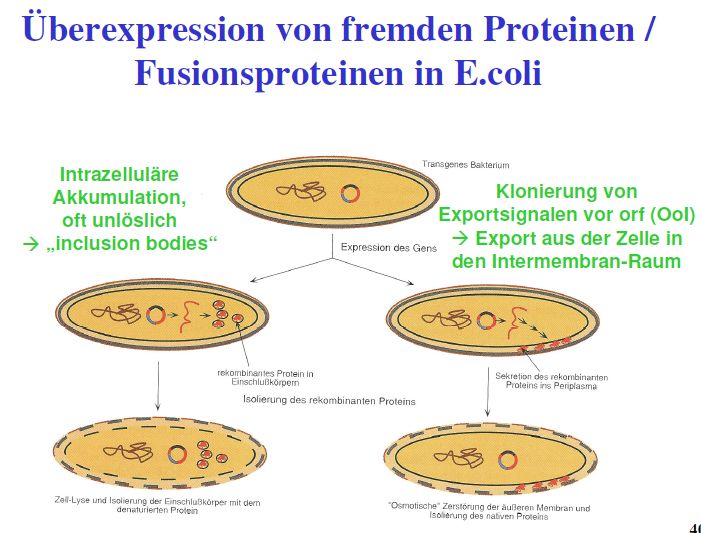 Überexpression von fremden Proteinen /
Fusionsproteinen in E.coli
Intrazelluläre
Akkumulation,
oft unlöslich
→ „inclusion bodies“
Transgenes Bakterium
Klonierung von
Exportsignalen vor orf (OoI)
→ Export aus der Zelle in
den Intermembran-Raum
Expression des Gens
rekombinantes Protein in
Einschlußkörpern
Sekretion des rekombinanten
Proteins ins Periplasma
Isolierung des rekombinanten Proteins
Zell-Lyse und Isolierung der Einschlußkörper mit dem
denaturierten Protein
"Osmotische" Zerstörung der äußeren Membran und
Isolierung des nativen Proteins